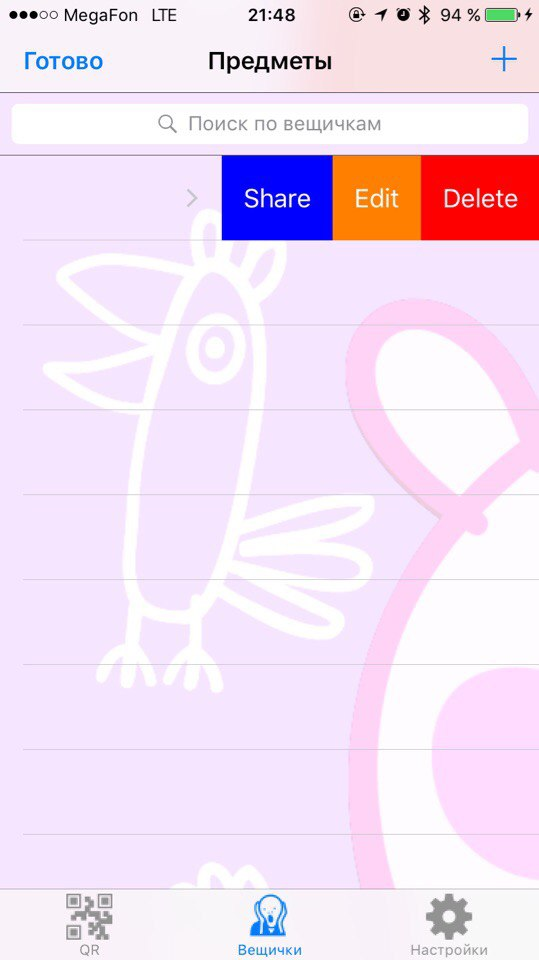 MegaFon LTE 21:48 94 %
Готово Предметы +
Поиск по вещичкам
Share Edit Delete
QR Вещички Настройки